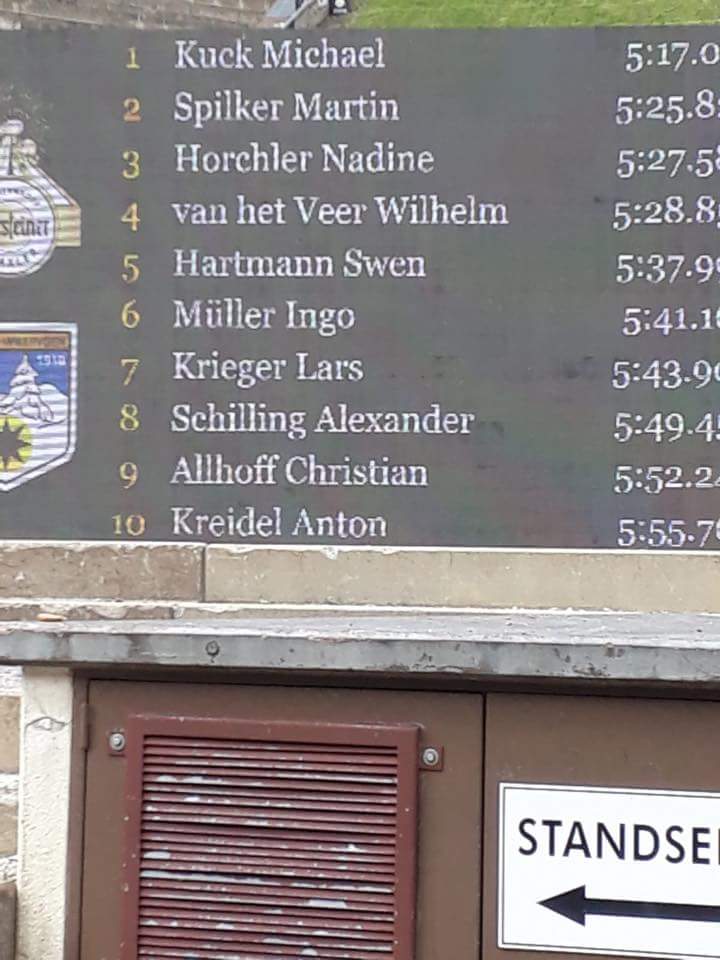 1 Kuck Michael 5:17.0
2 Spilker Martin 5:25.8
3 Horchler Nadine 5:27.5
4 van het Veer Wilhelm 5:28.8
5 Hartmann Swen 5:37.9
6 Müller Ingo 5:41.1
7 Krieger Lars 5:43.9
8 Schilling Alexander 5:49.4
9 Allhoff Christian 5:52.2
10 Kreidel Anton 5:55.7
1910
STANDSE